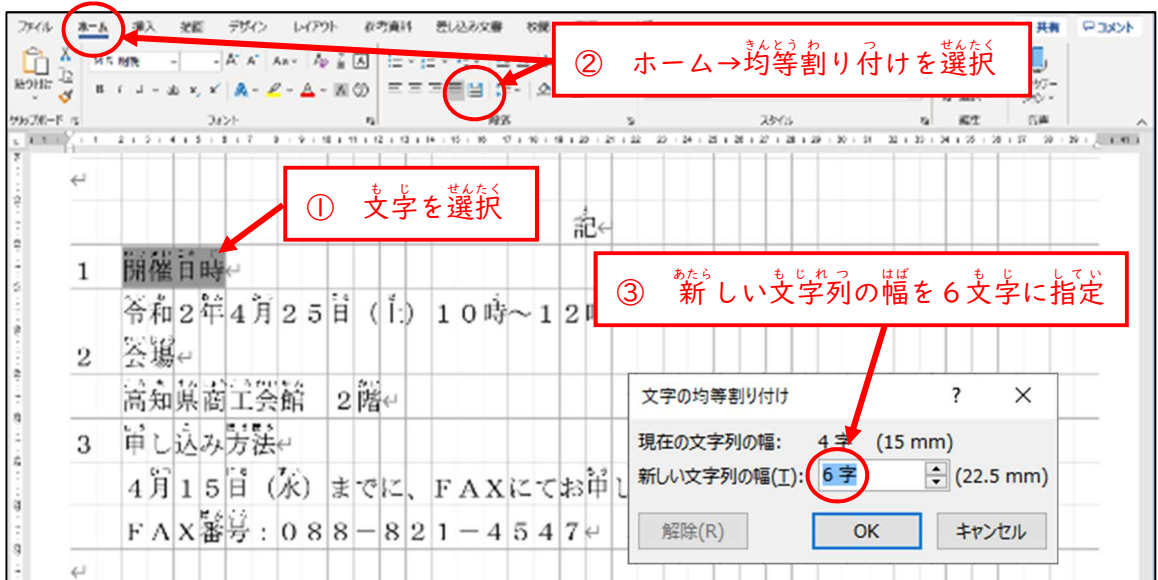 ファイル ホーム 挿入 描画 デザイン レイアウト 参考資料 差し込み文書 校閲 共有 コメント
② ホーム→均等割り付けを選択
貼り付け
クリップボード フォント 段落 スタイル 編集 音声
① 文字を選択
記
1 開催日時
③ 新しい文字列の幅を6文字に指定
令和2年4月25日(土)10時~12時
2 会場
高知県商工会館 2階
3 申し込み方法
4月15日(水)までに、FAXにてお申し
FAX番号:088-821-4547
文字の均等割り付け ? ×
現在の文字列の幅: 4字 (15 mm)
新しい文字列の幅(T): 6字 (22.5 mm)
解除(R) OK キャンセル